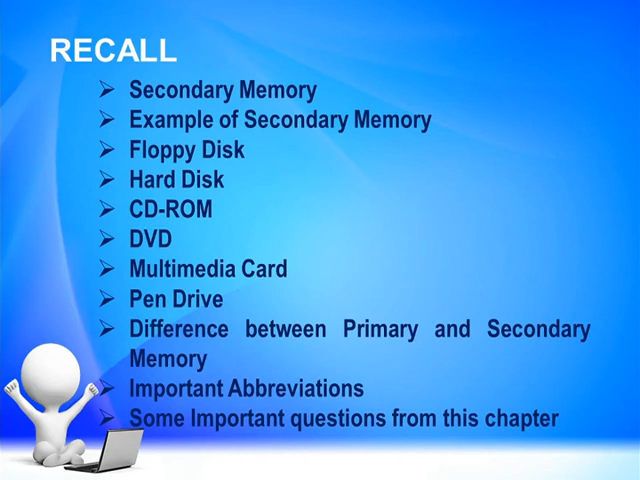 RECALL
Secondary Memory
Example of Secondary Memory
Floppy Disk
Hard Disk
CD-ROM
DVD
Multimedia Card
Pen Drive
Difference between Primary and Secondary
Memory
Important Abbreviations
Some Important questions from this chapter